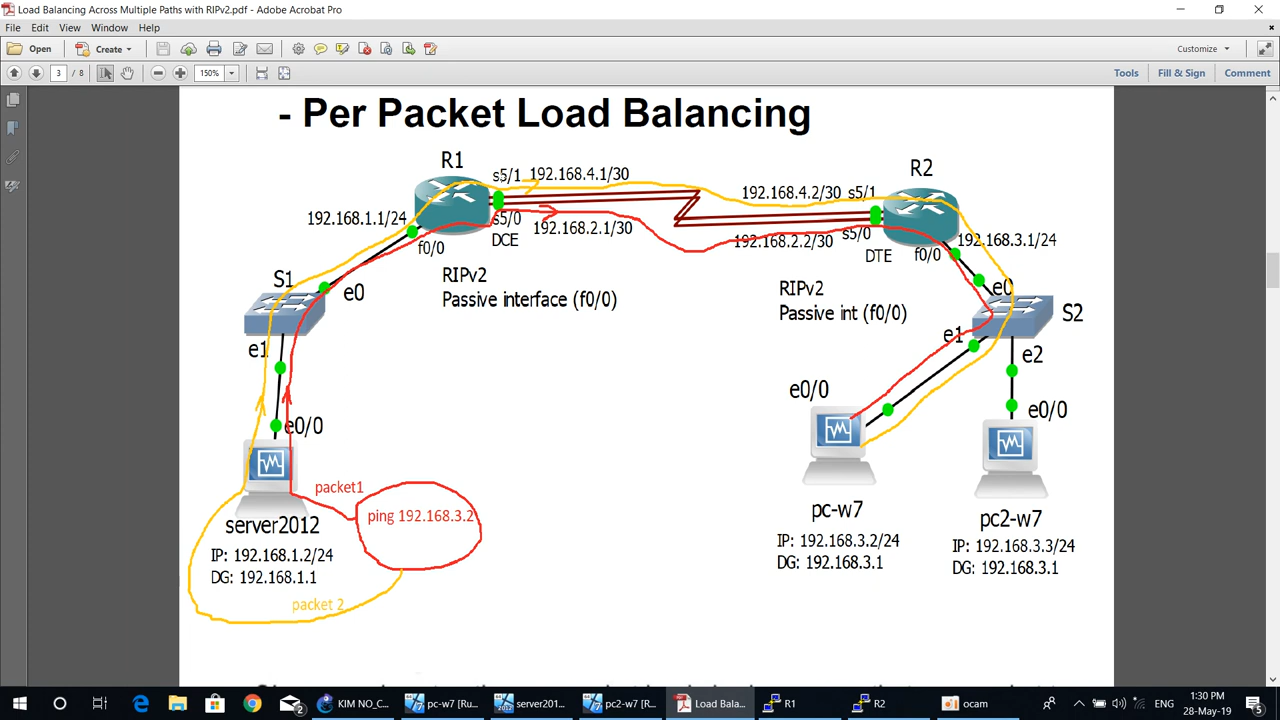 Load Balancing Across Multiple Paths with RIPv2.pdf - Adobe Acrobat Pro
File Edit View Window Help
Open Create Customize
3 / 8 150% Tools Fill & Sign Comment
- Per Packet Load Balancing
R1
R2
s5/1 192.168.4.1/30
192.168.4.2/30 s5/1
192.168.1.1/24
s5/0
192.168.2.1/30
DCE
192.168.2.2/30 s5/0
DTE
192.168.3.1/24
f0/0
f0/0
RIPv2
Passive interface (f0/0)
RIPv2
Passive int (f0/0)
S1
e0
e0
S2
e1
e1
e2
e0/0
e0/0
e0/0
packet1
ping 192.168.3.2
server2012
IP: 192.168.1.2/24
DG: 192.168.1.1
packet 2
pc-w7
IP: 192.168.3.2/24
DG: 192.168.3.1
pc2-w7
IP: 192.168.3.3/24
DG: 192.168.3.1
KIM NO_C... pc-w7 [Ru... server201... pc2-w7 [R... Load Bala... R1 R2 ocam
ENG
1:30 PM
28-May-19
2
5